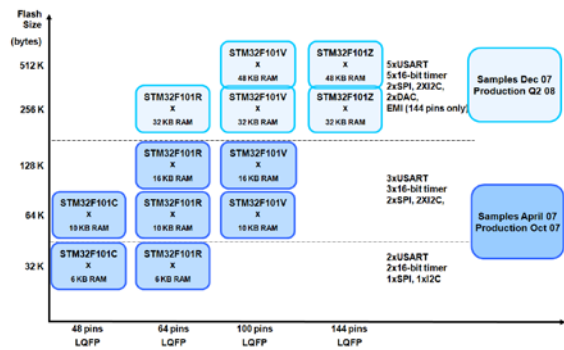 Flash
Size
(bytes)
512 K
256 K
128 K
64 K
32 K
STM32F101V
X
48 KB RAM
STM32F101Z
X
48 KB RAM
STM32F101R
X
32 KB RAM
STM32F101V
X
32 KB RAM
STM32F101Z
X
32 KB RAM
STM32F101R
X
16 KB RAM
STM32F101V
X
16 KB RAM
STM32F101C
X
10 KB RAM
STM32F101R
X
10 KB RAM
STM32F101V
X
10 KB RAM
STM32F101C
X
6 KB RAM
STM32F101R
X
6 KB RAM
5xUSART
5x16-bit timer
2xSPI, 2XI2C,
2xDAC,
EMI (144 pins only)
3xUSART
3x16-bit timer
2xSPI, 2XI2C,
2xUSART
2x16-bit timer
1xSPI, 1xI2C
Samples Dec 07
Production Q2 08
Samples April 07
Production Oct 07
48 pins
LQFP
64 pins
LQFP
100 pins
LQFP
144 pins
LQFP